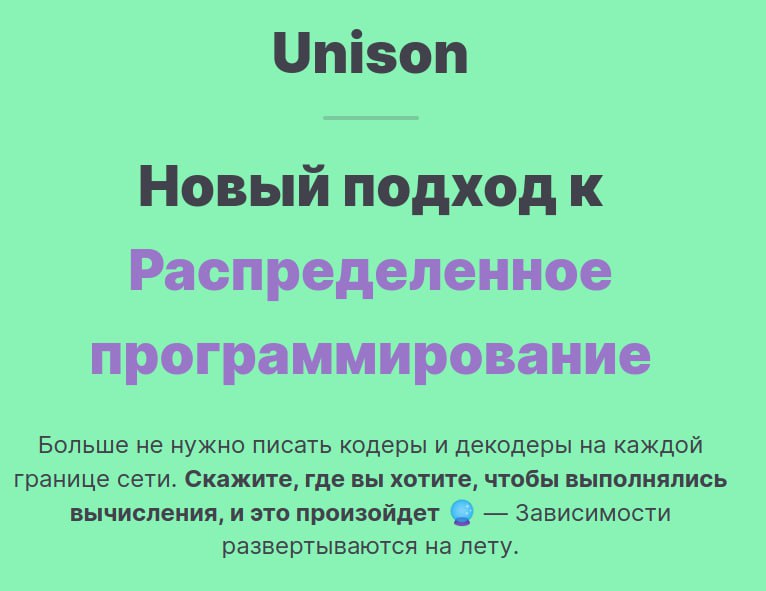 Unison
Новый подход к
Распределенное
программирование
Больше не нужно писать кодеры и декодеры на каждой
границе сети. Скажите, где вы хотите, чтобы выполнялись
вычисления, и это произойдет 🔮 — Зависимости
развертываются на лету.